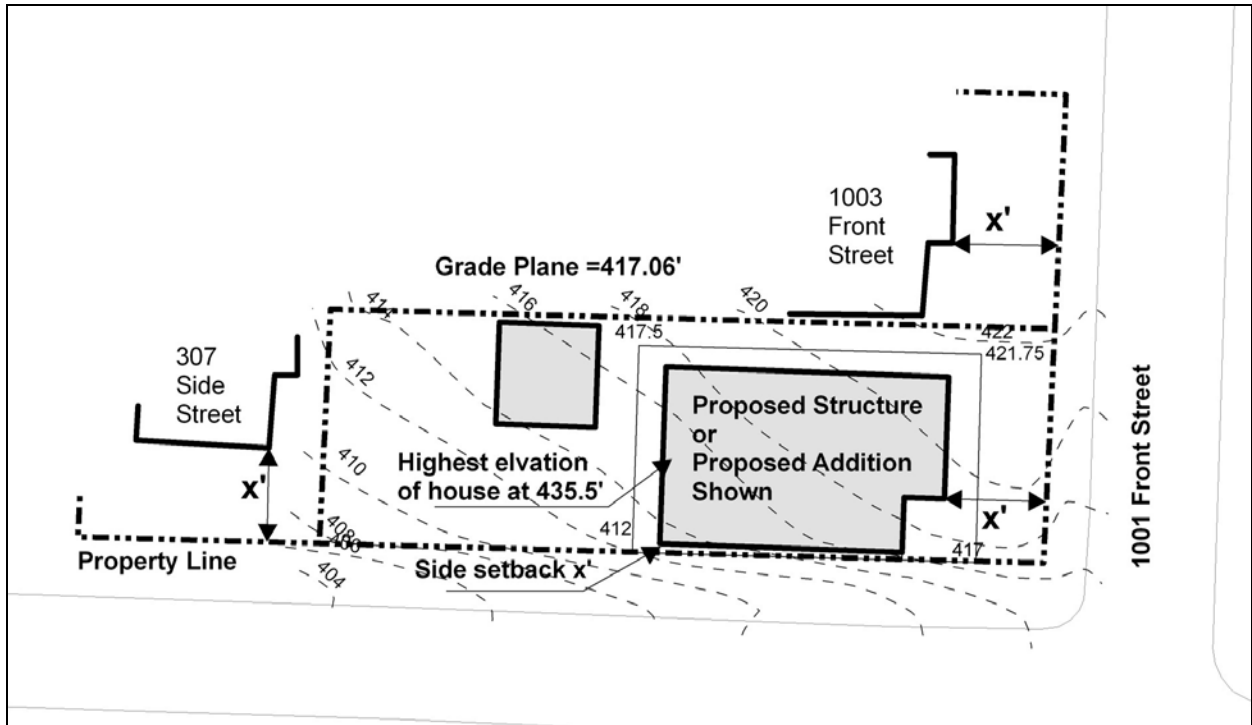 1003
Front
Street
x'
Grade Plane =417.06'
414
416
418
420
417.5
422
421.75
307
Side
Street
412
Proposed Structure
or
Proposed Addition
Shown
410
Highest elvation
of house at 435.5'
x'
x'
412
417
408
Property Line
Side setback x'
404
1001 Front Street